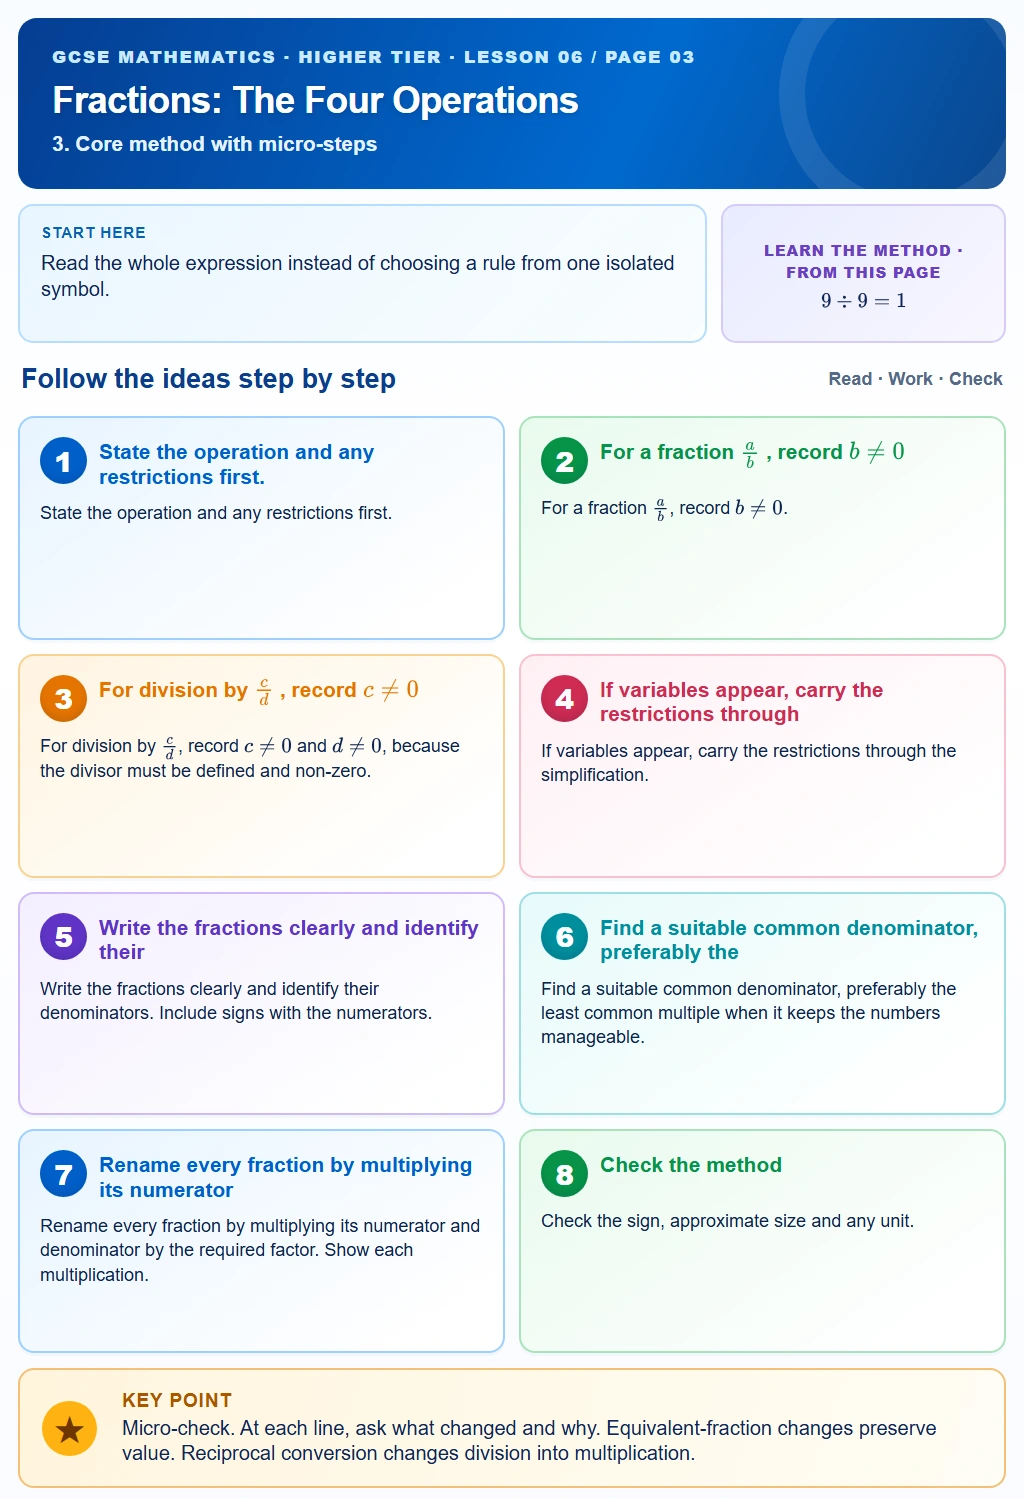 GCSE MATHEMATICS · HIGHER TIER · LESSON 06 / PAGE 03
Fractions: The Four Operations
3. Core method with micro-steps
START HERE
Read the whole expression instead of choosing a rule from one isolated
symbol.
LEARN THE METHOD ·
FROM THIS PAGE
9 ÷ 9 = 1
Follow the ideas step by step
Read · Work · Check
1
State the operation and any
restrictions first.
State the operation and any restrictions first.
2
For a fraction a/b , record b ≠ 0
For a fraction a/b, record b ≠ 0.
3
For division by c/d , record c ≠ 0
For division by c/d, record c ≠ 0 and d ≠ 0, because
the divisor must be defined and non-zero.
4
If variables appear, carry the
restrictions through
If variables appear, carry the restrictions through the
simplification.
5
Write the fractions clearly and identify
their
Write the fractions clearly and identify their
denominators. Include signs with the numerators.
6
Find a suitable common denominator,
preferably the
Find a suitable common denominator, preferably the
least common multiple when it keeps the numbers
manageable.
7
Rename every fraction by multiplying
its numerator
Rename every fraction by multiplying its numerator and
denominator by the required factor. Show each
multiplication.
8
Check the method
Check the sign, approximate size and any unit.
KEY POINT
Micro-check. At each line, ask what changed and why. Equivalent-fraction changes preserve
value. Reciprocal conversion changes division into multiplication.